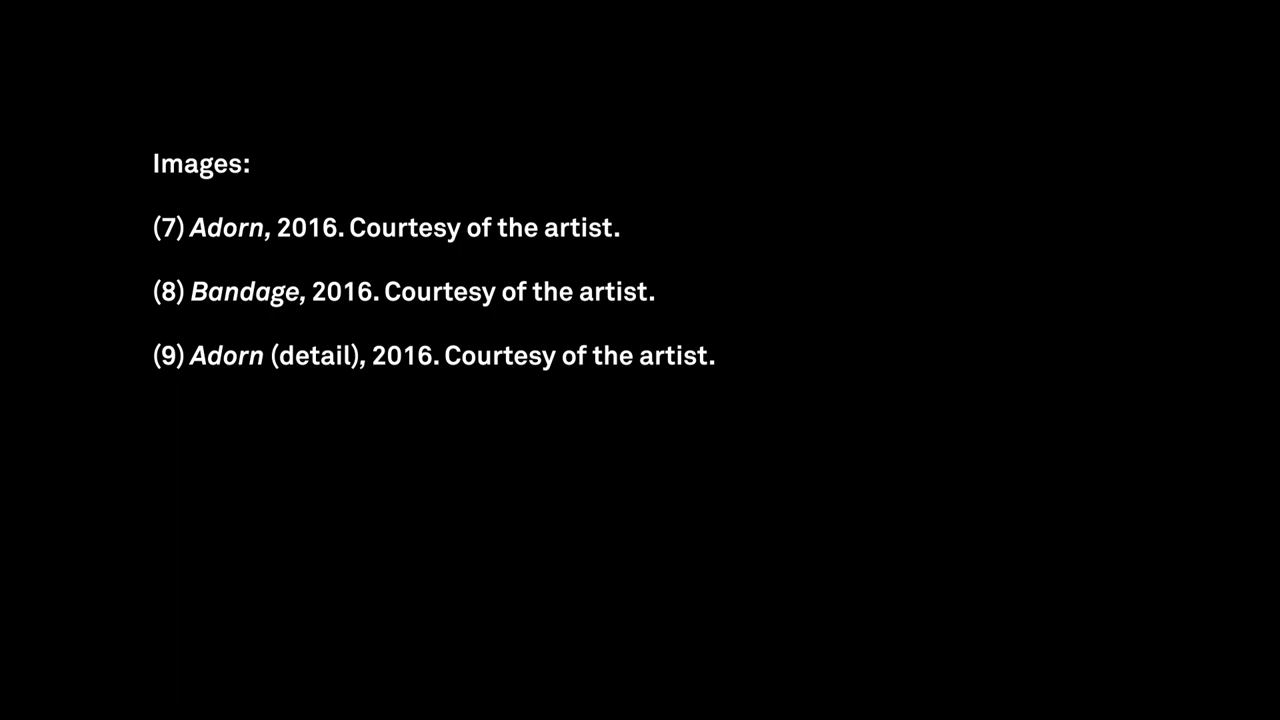 Images:
(7) Adorn, 2016. Courtesy of the artist.
(8) Bandage, 2016. Courtesy of the artist.
(9) Adorn (detail), 2016. Courtesy of the artist.